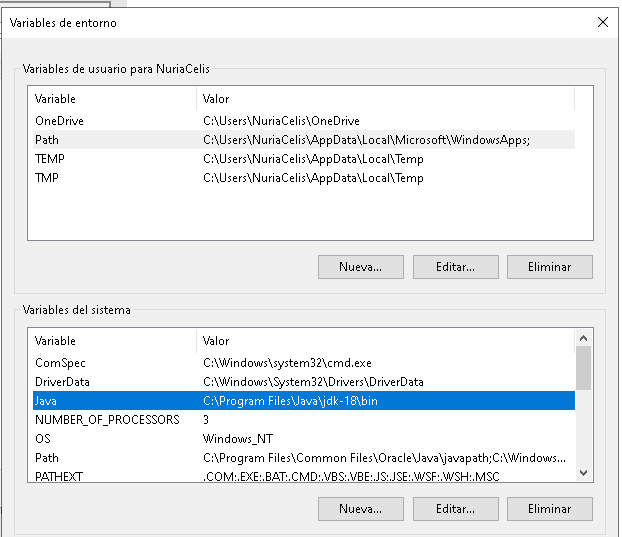 Variables de entorno
Variables de usuario para NuriaCelis
Variable Valor
OneDrive C:\Users\NuriaCelis\OneDrive
Path C:\Users\NuriaCelis\AppData\Local\Microsoft\WindowsApps;
TEMP C:\Users\NuriaCelis\AppData\Local\Temp
TMP C:\Users\NuriaCelis\AppData\Local\Temp
Nueva... Editar... Eliminar
Variables del sistema
Variable Valor
ComSpec C:\Windows\system32\cmd.exe
DriverData C:\Windows\System32\Drivers\DriverData
Java C:\Program Files\Java\jdk-18\bin
NUMBER_OF_PROCESSORS 3
OS Windows_NT
Path C:\Program Files\Common Files\Oracle\Java\javapath;C:\Windows...
PATHEXT .COM;.EXE;.BAT;.CMD;.VBS;.VBE;.JS;.JSE;.WSF;.WSH;.MSC
Nueva... Editar... Eliminar